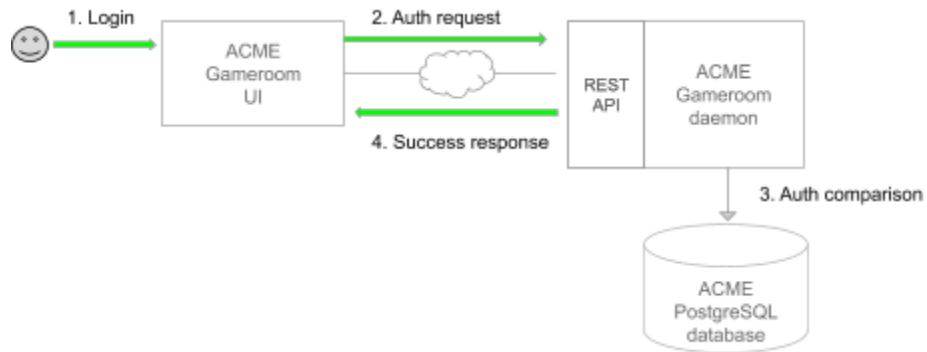 1. Login
2. Auth request
ACME
Gameroom
UI
REST
API
ACME
Gameroom
daemon
4. Success response
3. Auth comparison
ACME
PostgreSQL
database